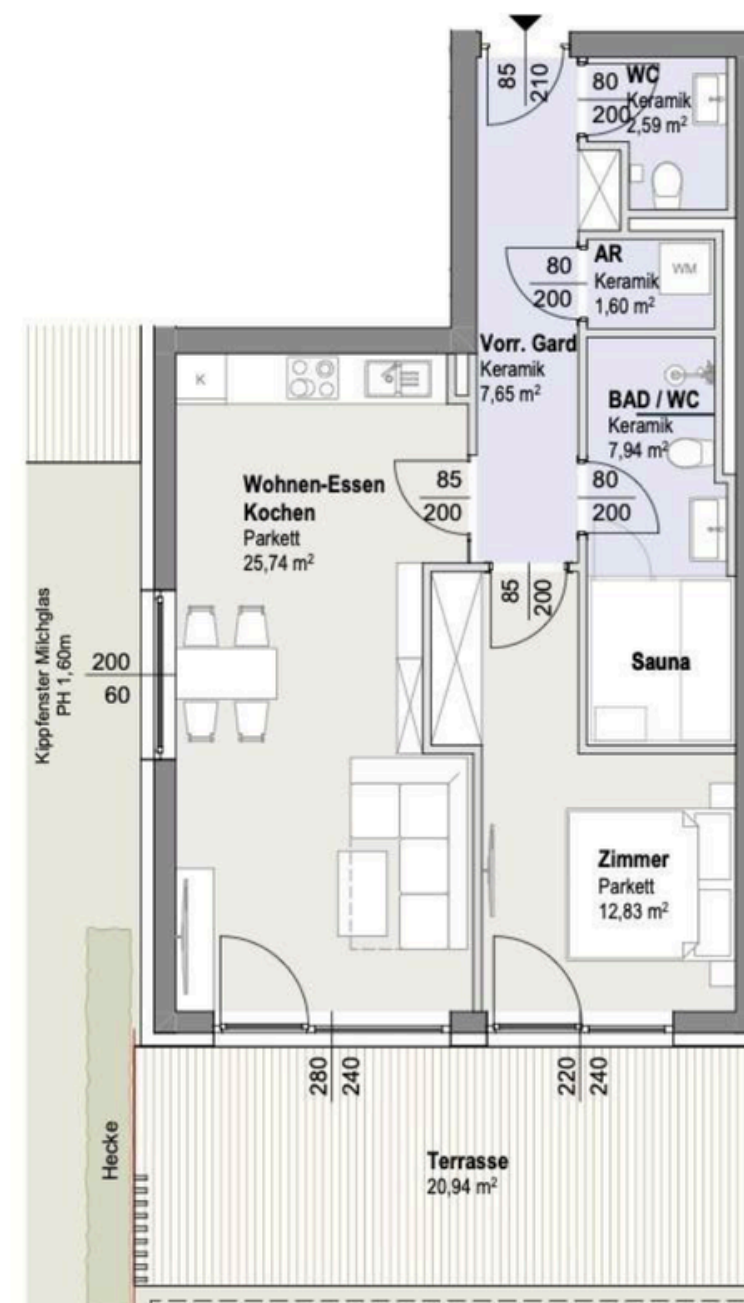 85
210
80
200
WC
Keramik
2,59 m²
80
200
AR
Keramik
1,60 m²
WM
Vorr. Gard
Keramik
7,65 m²
BAD / WC
Keramik
7,94 m²
K
Wohnen-Essen
Kochen
Parkett
25,74 m²
85
200
80
200
85
200
Kippfenster Milchglas
PH 1,60m
200
60
Sauna
Zimmer
Parkett
12,83 m²
280
240
220
240
Hecke
Terrasse
20,94 m²